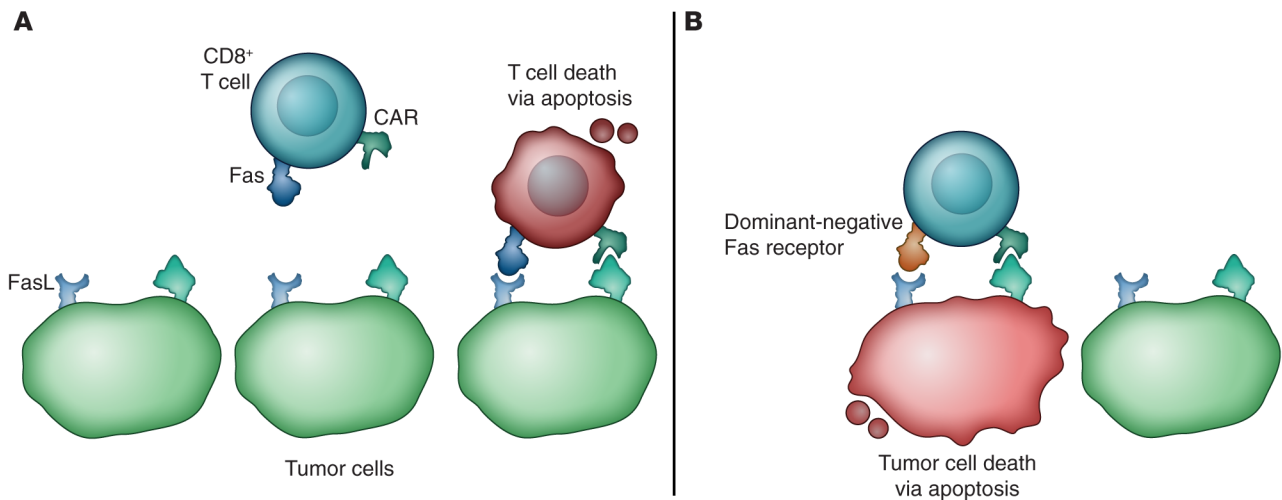 A
CD8⁺
T cell
CAR
Fas
T cell death
via apoptosis
FasL
Tumor cells
B
Dominant-negative
Fas receptor
Tumor cell death
via apoptosis